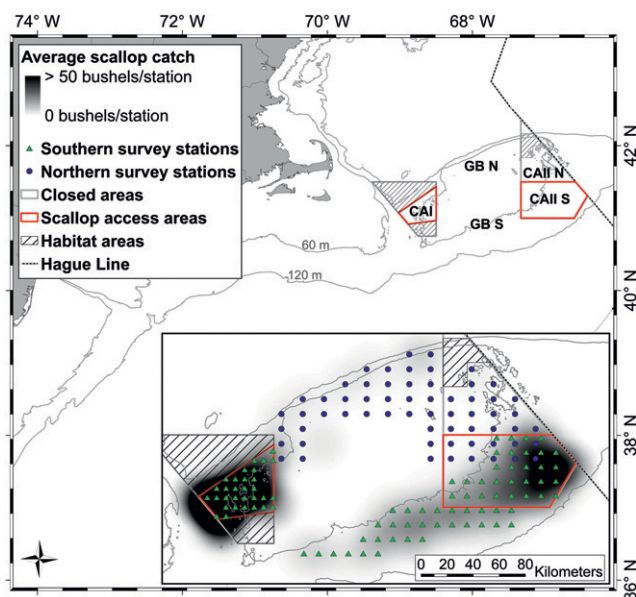 74° W 72° W 70° W 68° W
Average scallop catch
> 50 bushels/station
0 bushels/station
Southern survey stations
Northern survey stations
Closed areas
Scallop access areas
Habitat areas
Hague Line
42° N
40° N
38° N
36° N
GB N
CAII N
CAI
CAII S
GB S
60 m
120 m
0 20 40 60 80
Kilometers